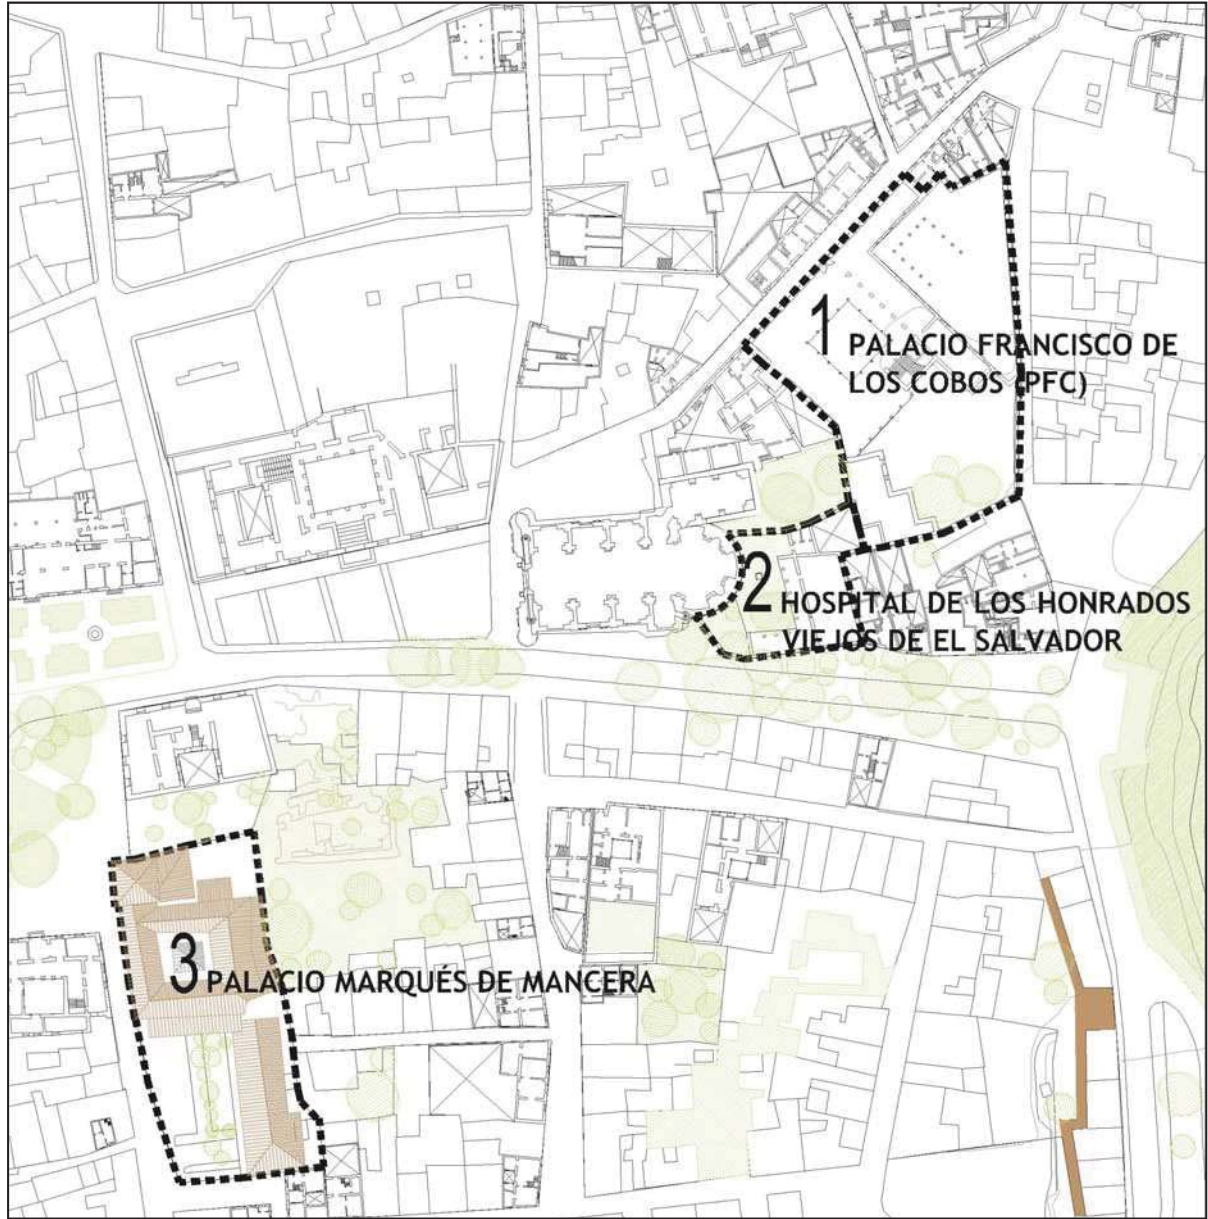 1 PALACIO FRANCISCO DE
LOS COBOS (PFC)
2 HOSPITAL DE LOS HONRADOS
VIEJOS DE EL SALVADOR
3 PALACIO MARQUÉS DE MANCERA